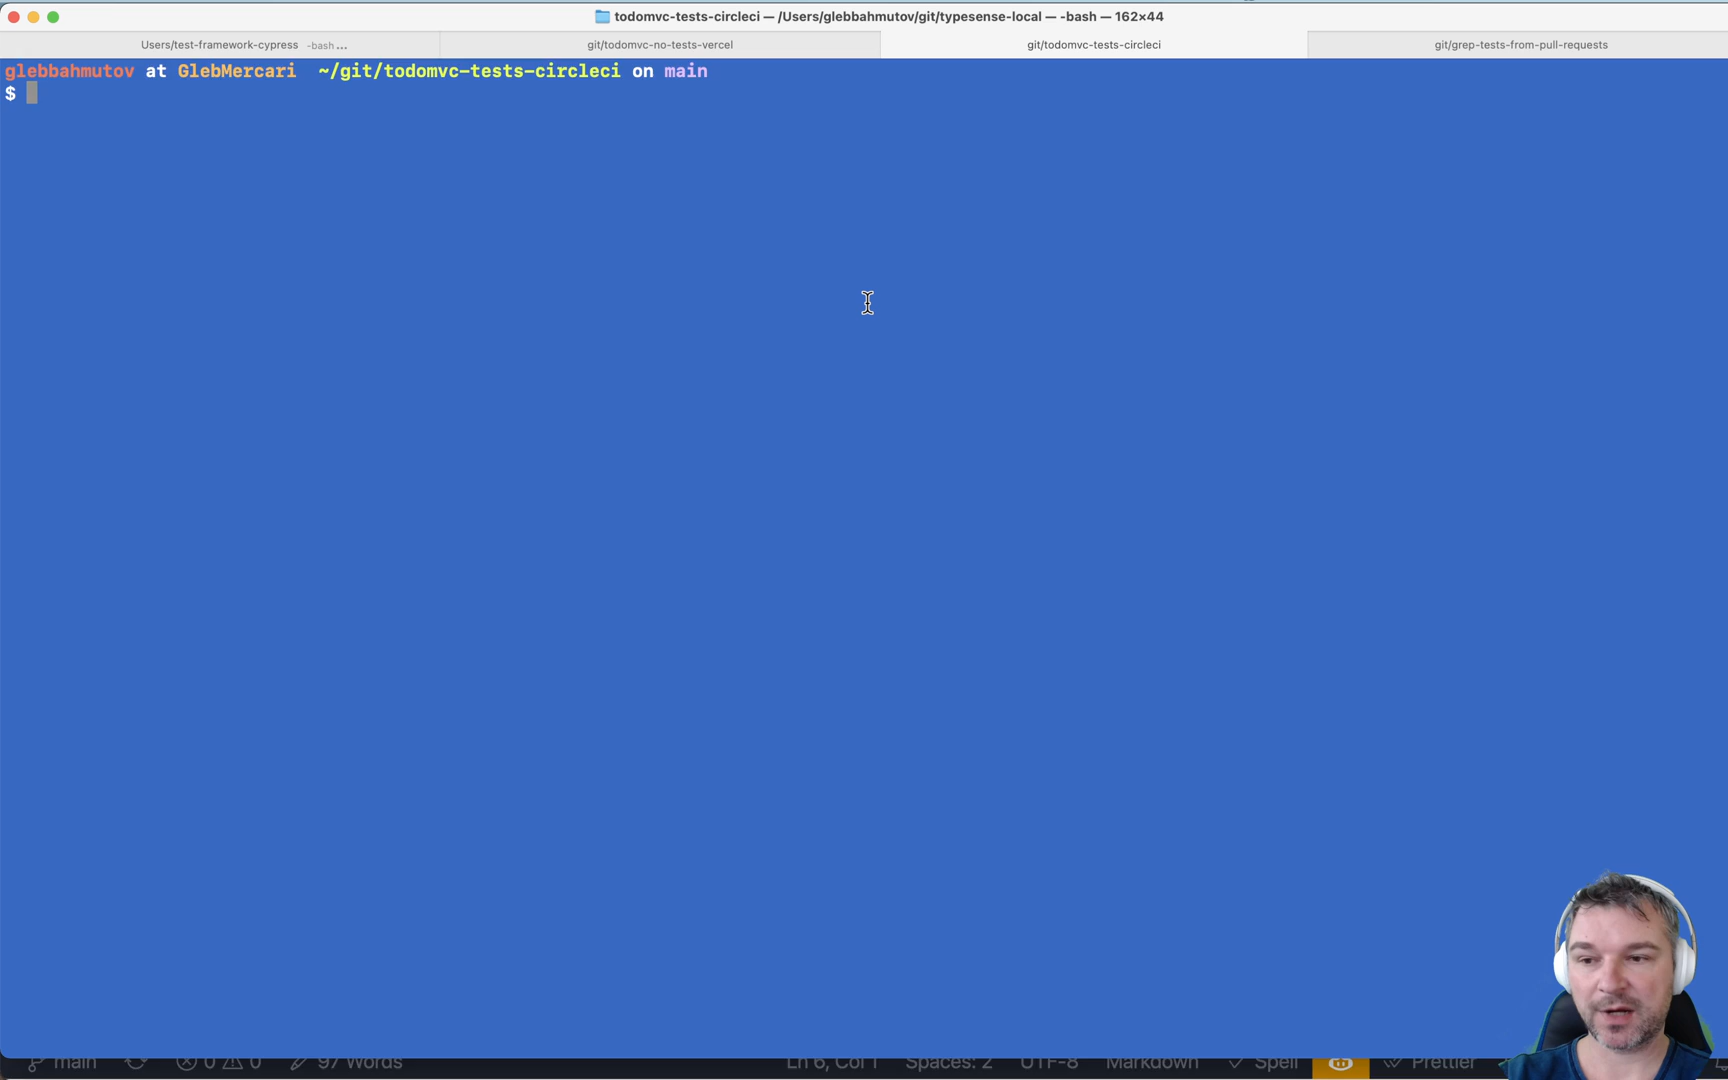 todomvc-tests-circleci — /Users/glebbahmutov/git/typesense-local — -bash — 162×44
Users/test-framework-cypress -bash ...
git/todomvc-no-tests-vercel
git/todomvc-tests-circleci
git/grep-tests-from-pull-requests
glebbahmutov at GlebMercari ~/git/todomvc-tests-circleci on main
$
main 0 0 97 Words Ln 6, Col 1 Spaces: 2 UTF-8 Markdown Spell Prettier